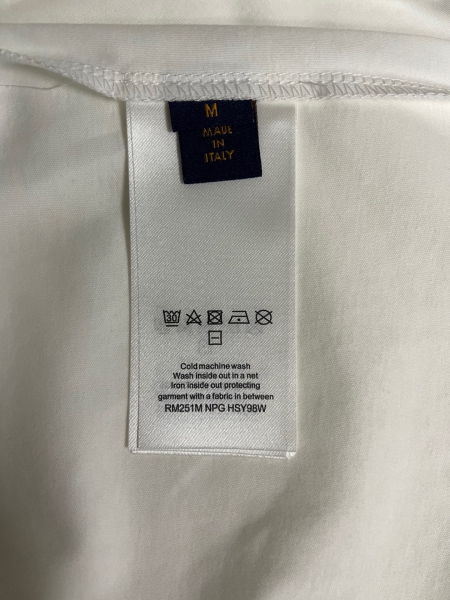 M
MADE
IN
ITALY
30
Cold machine wash
Wash inside out in a net
Iron inside out protecting
garment with a fabric in between
RM251M NPG HSY98W